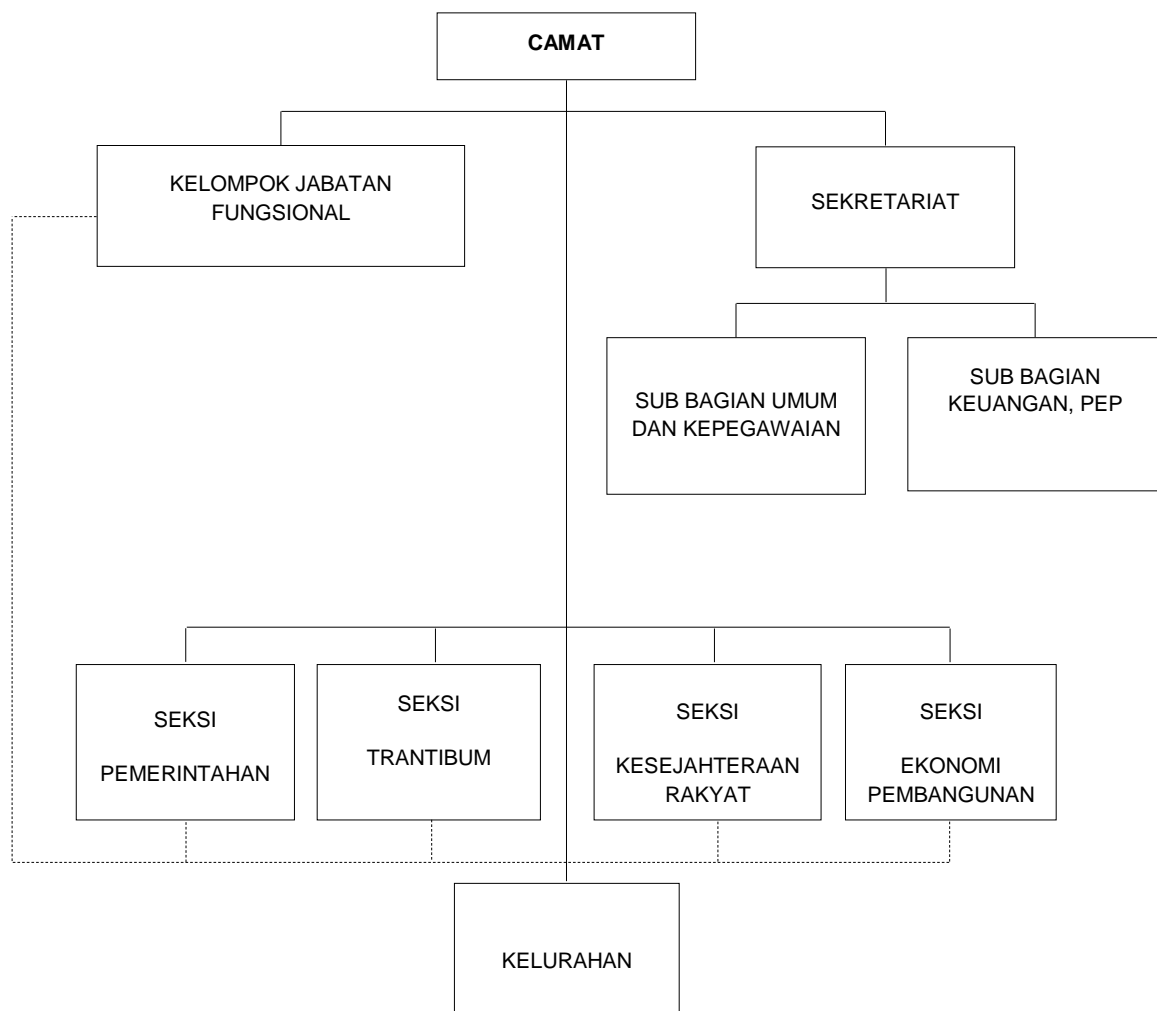 CAMAT
KELOMPOK JABATAN
FUNGSIONAL
SEKRETARIAT
SUB BAGIAN UMUM
DAN KEPEGAWAIAN
SUB BAGIAN
KEUANGAN, PEP
SEKSI
PEMERINTAHAN
SEKSI
TRANTIBUM
SEKSI
KESEJAHTERAAN
RAKYAT
SEKSI
EKONOMI
PEMBANGUNAN
KELURAHAN